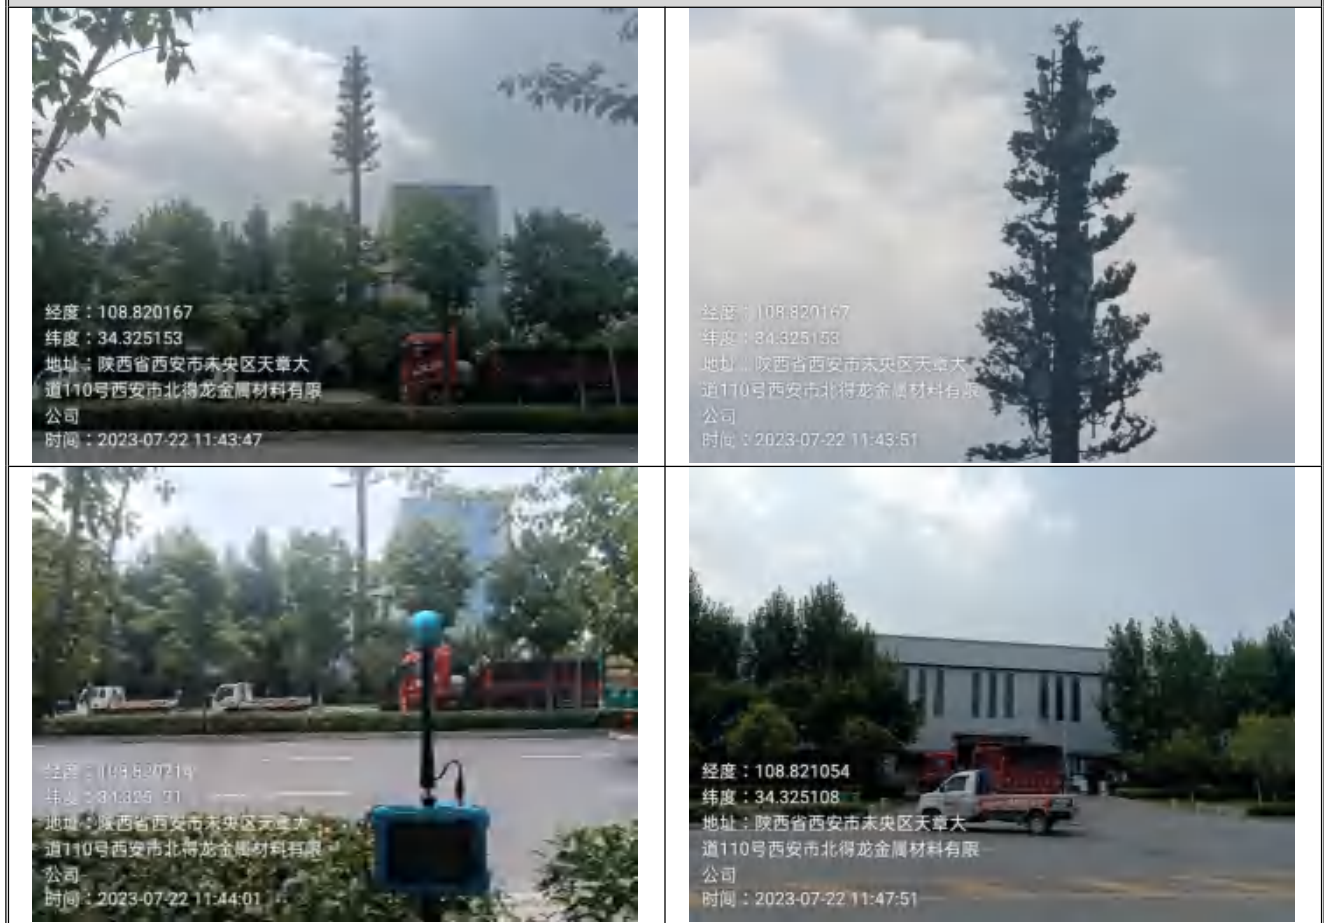 经度：108.820167
纬度：34.325153
地址：陕西省西安市未央区天章大
道110号西安市北得龙金属材料有限
公司
时间：2023-07-22 11:43:47
经度：108.820167
纬度：34.325153
地址：陕西省西安市未央区天章大
道110号西安市北得龙金属材料有限
公司
时间：2023-07-22 11:43:51
经度：108.820214
纬度：
地址：陕西省西安市未央区天章大
道110号西安市北得龙金属材料有限
公司
时间：2023-07-22 11:44:01
经度：108.821054
纬度：34.325108
地址：陕西省西安市未央区天章大
道110号西安市北得龙金属材料有限
公司
时间：2023-07-22 11:47:51